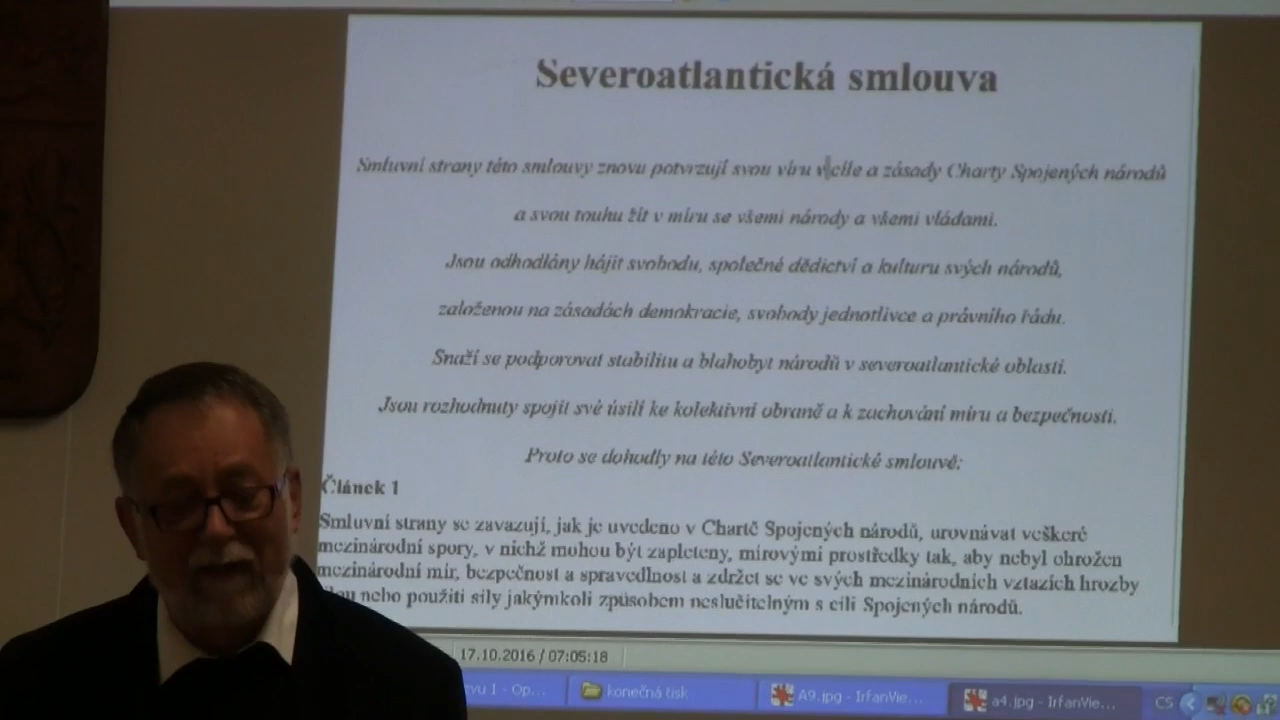 Severoatlantická smlouva
Smluvní strany této smlouvy znovu potvrzují svou víru v cíle a zásady Charty Spojených národů
a svou touhu žít v míru se všemi národy a všemi vládami.
Jsou odhodlány hájit svobodu, společné dědictví a kulturu svých národů,
založenou na zásadách demokracie, svobody jednotlivce a právního řádu.
Snaží se podporovat stabilitu a blahobyt národů v severoatlantické oblasti.
Jsou rozhodnuty spojit své úsilí ke kolektivní obraně a k zachování míru a bezpečnosti.
Proto se dohodly na této Severoatlantické smlouvě:
Článek 1
Smluvní strany se zavazují, jak je uvedeno v Chartě Spojených národů, urovnávat veškeré
mezinárodní spory, v nichž mohou být zapleteny, mírovými prostředky tak, aby nebyl ohrožen
mezinárodní mír, bezpečnost a spravedlnost a zdržet se ve svých mezinárodních vztazích hrozby
nebo použití síly jakýmkoli způsobem neslučitelným s cíli Spojených národů.
17.10.2016 / 07:05:18
1 - Op... konečná tisk A9.jpg - IrfanVie... a4.jpg - IrfanVie... CS